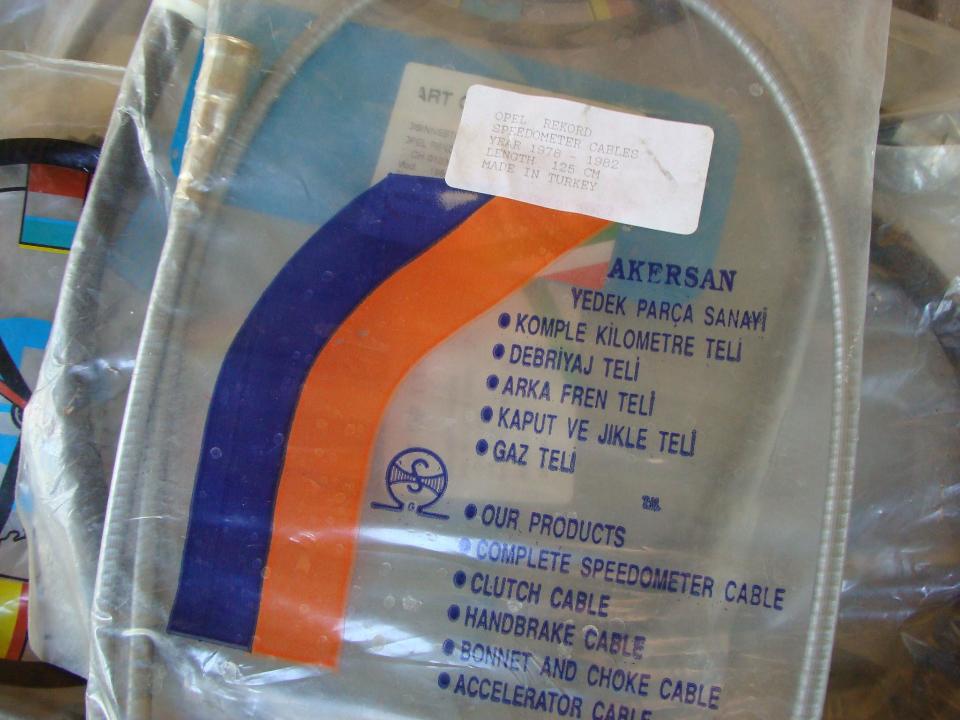 ART
OPEL REKORD
SPEEDOMETER CABLES
YEAR 1978 - 1982
LENGTH 125 CM
MADE IN TURKEY
AKERSAN
YEDEK PARÇA SANAYİ
• KOMPLE KİLOMETRE TELİ
• DEBRİYAJ TELİ
• ARKA FREN TELİ
• KAPUT VE JIKLE TELİ
• GAZ TELİ
S
G
• OUR PRODUCTS
• COMPLETE SPEEDOMETER CABLE
• CLUTCH CABLE
• HANDBRAKE CABLE
• BONNET AND CHOKE CABLE
• ACCELERATOR CABLE